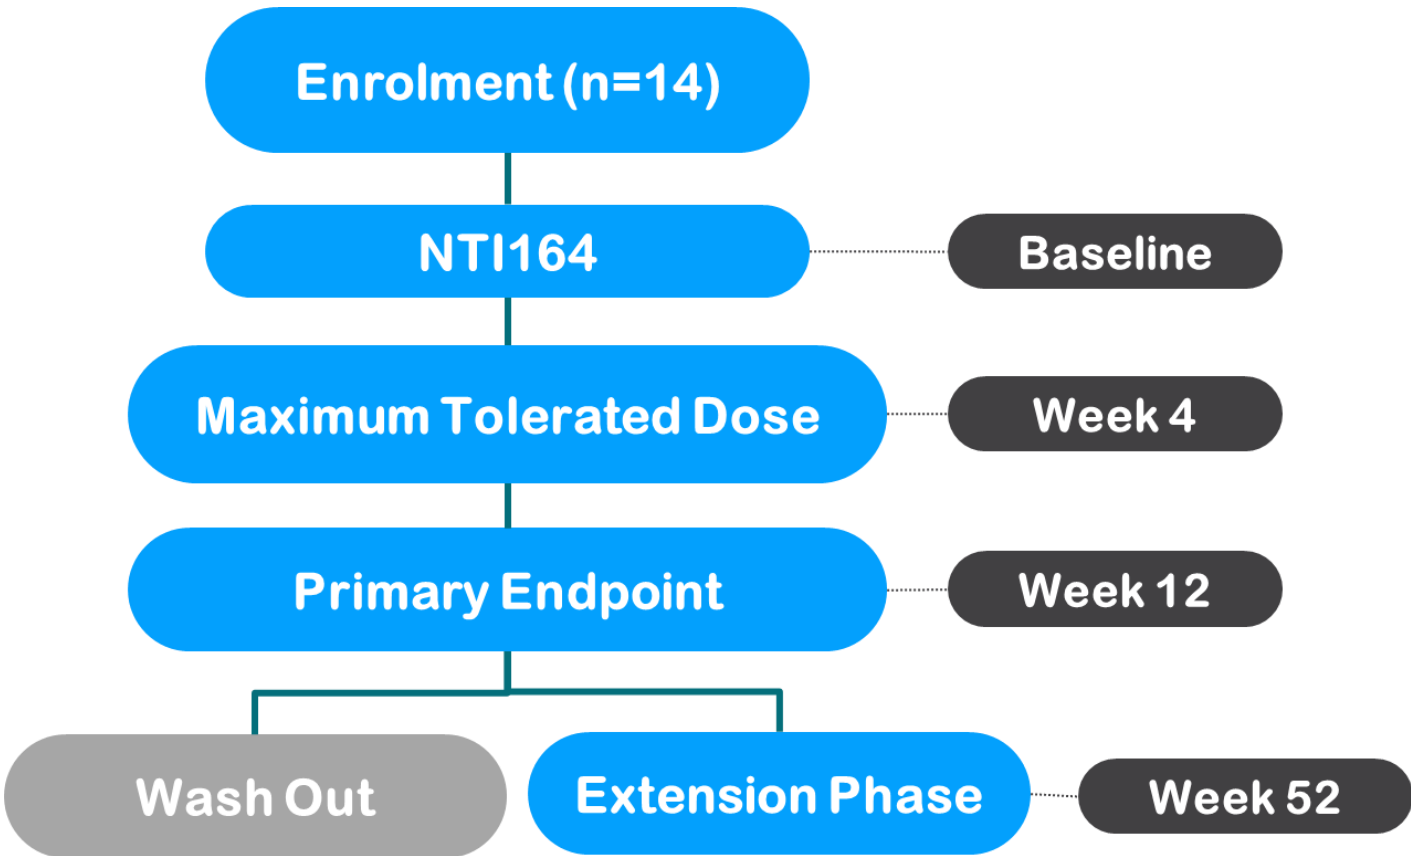 Enrolment (n=14)
NTI164
Baseline
Maximum Tolerated Dose
Week 4
Primary Endpoint
Week 12
Wash Out
Extension Phase
Week 52